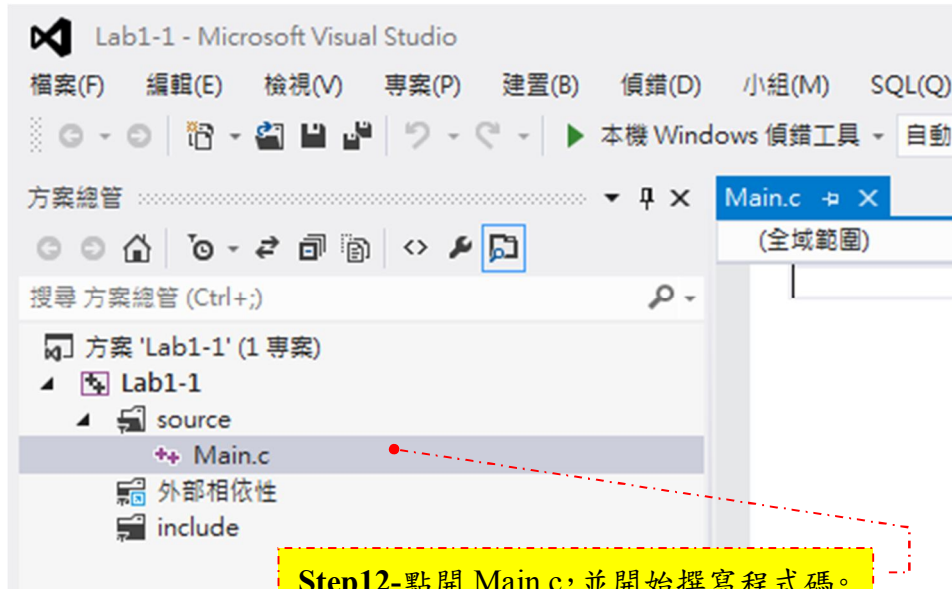 Lab1-1 - Microsoft Visual Studio
檔案(F) 編輯(E) 檢視(V) 專案(P) 建置(B) 偵錯(D) 小組(M) SQL(Q)
本機 Windows 偵錯工具 自動
方案總管
Main.c
(全域範圍)
搜尋 方案總管 (Ctrl+;)
方案 'Lab1-1' (1 專案)
Lab1-1
source
Main.c
外部相依性
include
Step12-點開 Main.c，並開始撰寫程式碼。